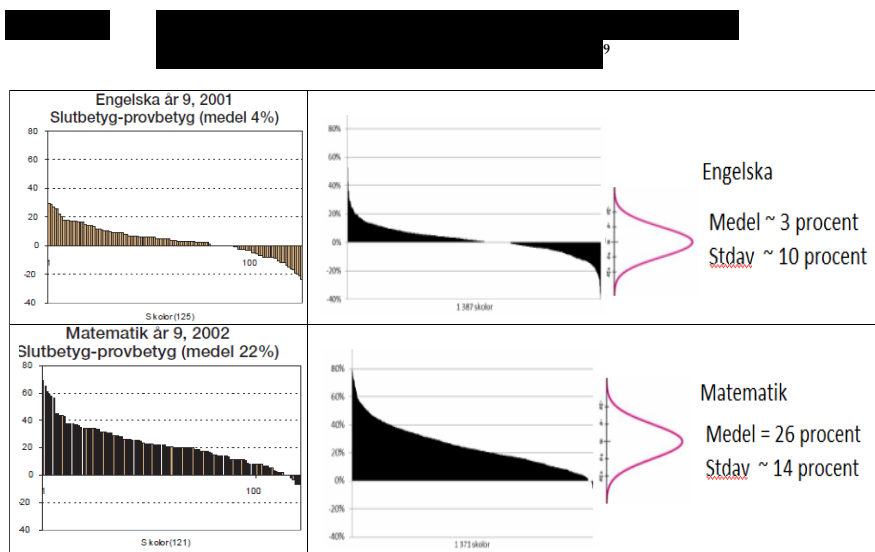 9
Engelska år 9, 2001
Slutbetyg-provbetyg (medel 4%)
80
60
40
20
0
-20
-40
1
100
Skolor(125)
80%
60%
40%
20%
0%
-20%
-40%
1 387 skolor
Engelska
Medel ~ 3 procent
Stdav ~ 10 procent
Matematik år 9, 2002
Slutbetyg-provbetyg (medel 22%)
80
60
40
20
0
-20
-40
1
100
Skolor(121)
80%
60%
40%
20%
0%
-20%
-40%
1 371 skolor
Matematik
Medel = 26 procent
Stdav ~ 14 procent